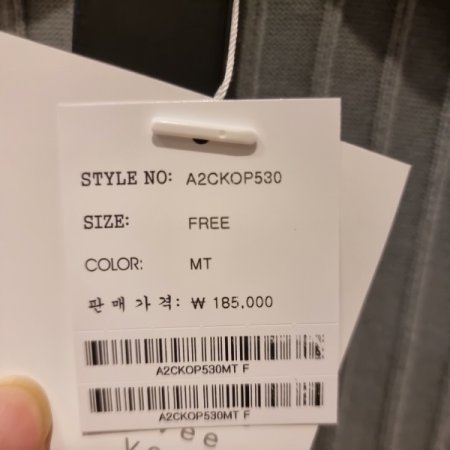 STYLE NO: A2CKOP530
SIZE: FREE
COLOR: MT
판매가격: ₩ 185,000
A2CKOP530MT F
A2CKOP530MT F